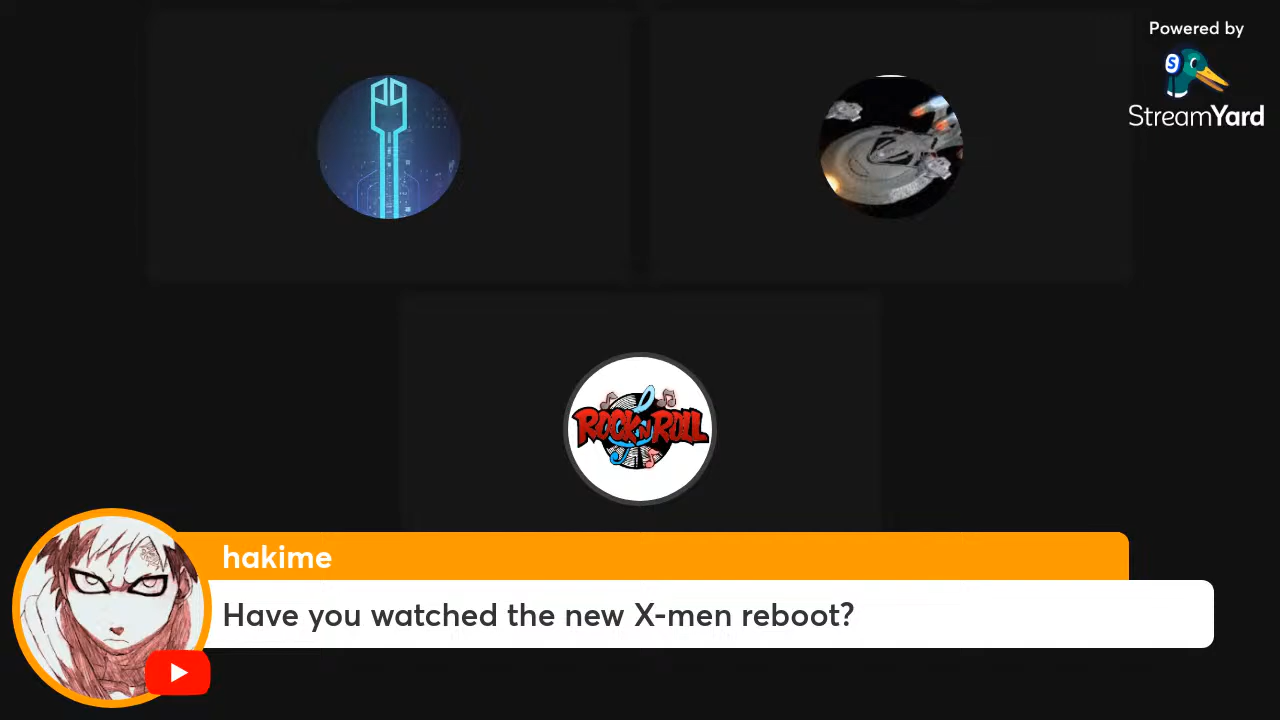 Powered by
S
StreamYard
ROCK N ROLL
hakime
Have you watched the new X-men reboot?